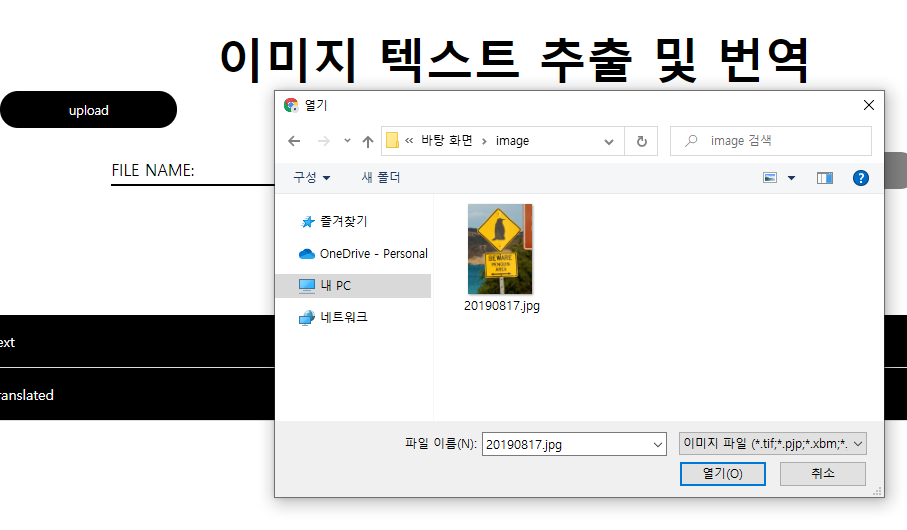 이미지 텍스트 추출 및 번역
upload
FILE NAME:
열기
« 바탕 화면 › image
image 검색
구성
새 폴더
즐겨찾기
OneDrive - Personal
내 PC
네트워크
BEWARE
PENGUIN
AREA
20190817.jpg
ext
ranslated
파일 이름(N): 20190817.jpg
이미지 파일 (*.tif;*.pjp;*.xbm;*.
열기(O)
취소